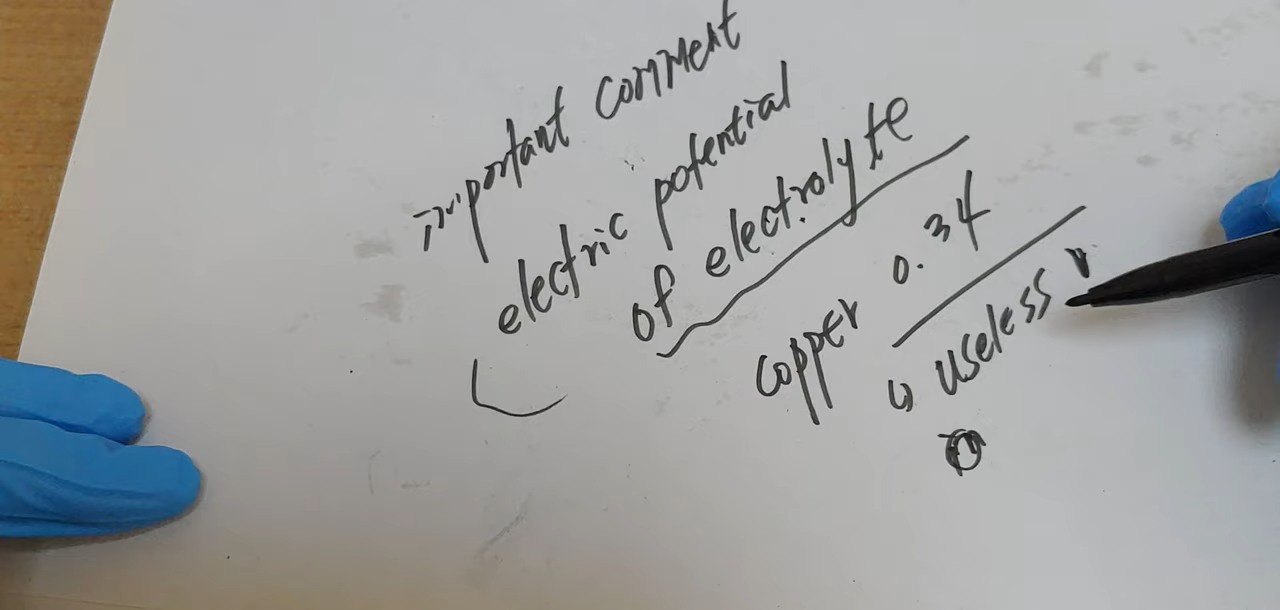 important comment
electric potential
of electrolyte
copper 0.34
useless